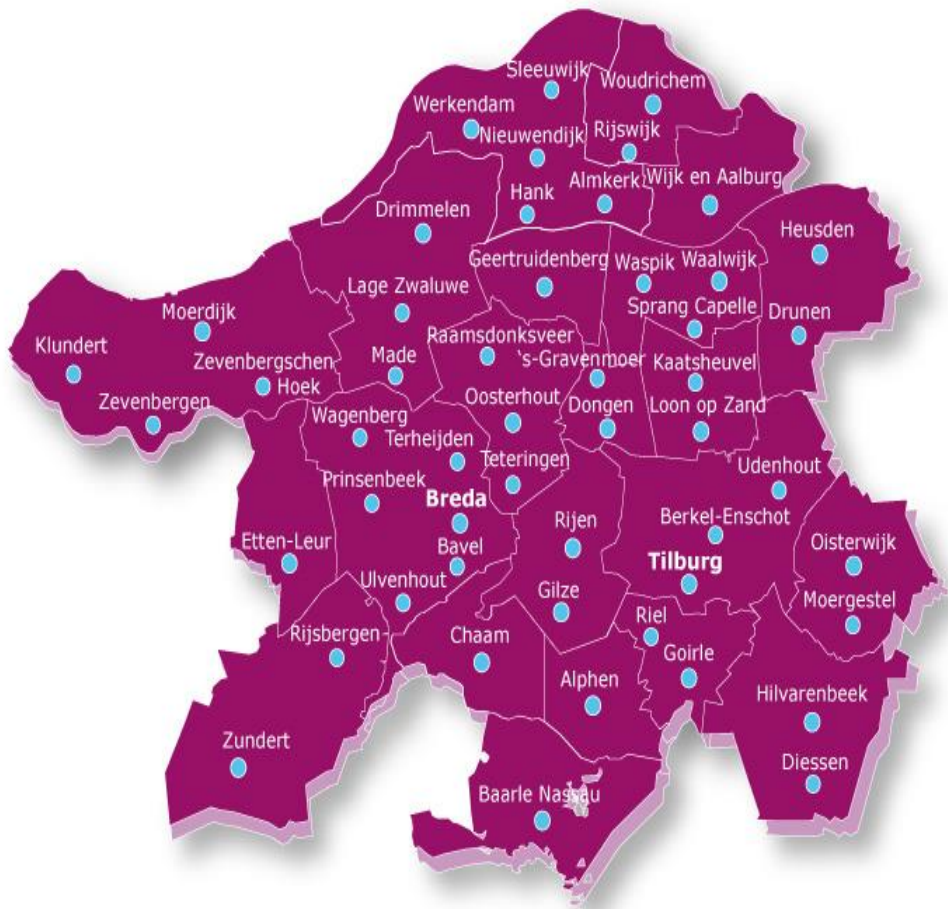 Sleeuwijk
Woudrichem
Werkendam
Nieuwendijk
Rijswijk
Hank
Almkerk
Wijk en Aalburg
Drimmelen
Heusden
Geertruidenberg
Waspik
Waalwijk
Lage Zwaluwe
Sprang Capelle
Moerdijk
Drunen
Raamsdonksveer
Klundert
Zevenbergschen
Hoek
Made
's-Gravenmoer
Kaatsheuvel
Zevenbergen
Wagenberg
Oosterhout
Dongen
Loon op Zand
Terheijden
Teteringen
Udenhout
Prinsenbeek
Breda
Rijen
Berkel-Enschot
Etten-Leur
Bavel
Tilburg
Oisterwijk
Ulvenhout
Gilze
Moergestel
Rijsbergen
Chaam
Riel
Goirle
Alphen
Hilvarenbeek
Zundert
Diessen
Baarle Nassau